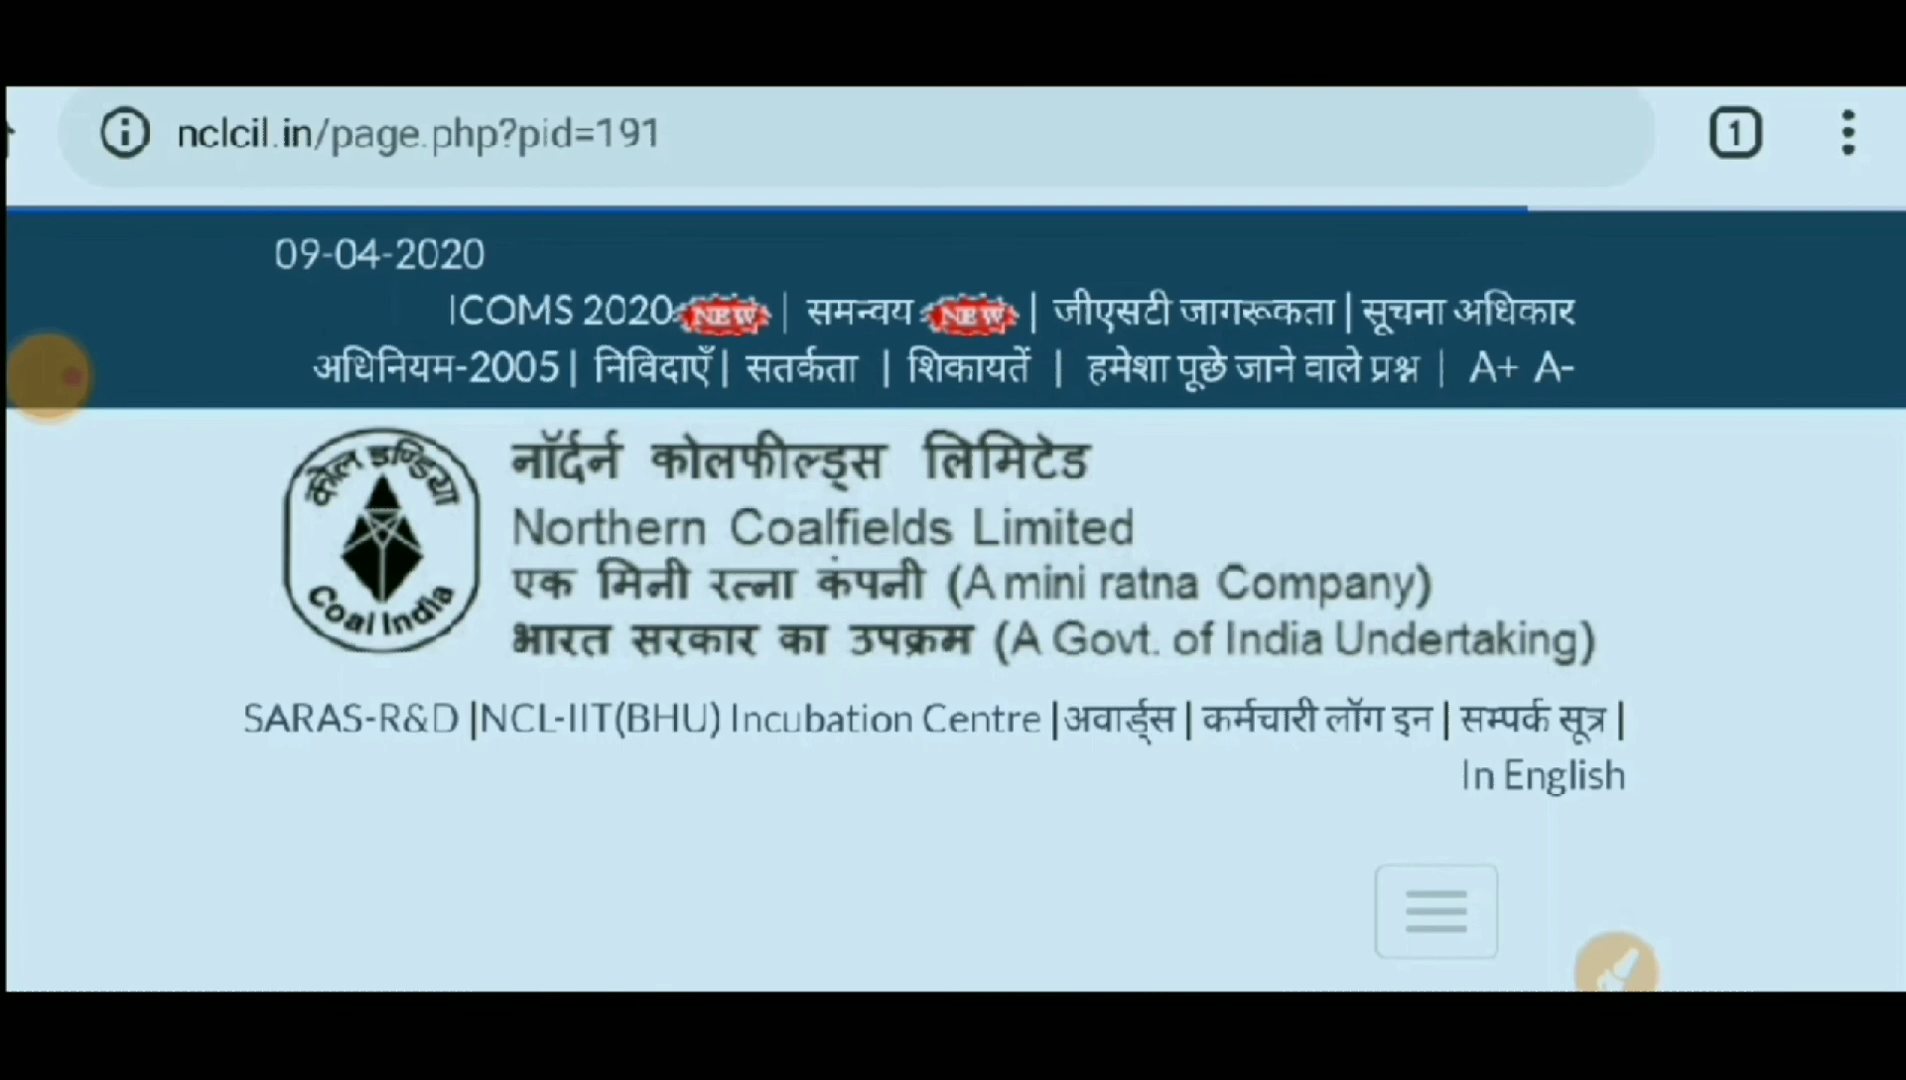 nclcil.in/page.php?pid=191
1
09-04-2020
ICOMS 2020 NEW | समन्वय NEW | जीएसटी जागरूकता | सूचना अधिकार
अधिनियम-2005 | निविदाएँ | सतर्कता | शिकायतें | हमेशा पूछे जाने वाले प्रश्न | A+ A-
कोल इण्डिया
Coal India
नॉर्दर्न कोलफील्ड्स लिमिटेड
Northern Coalfields Limited
एक मिनी रत्ना कंपनी (A mini ratna Company)
भारत सरकार का उपक्रम (A Govt. of India Undertaking)
SARAS-R&D |NCL-IIT(BHU) Incubation Centre |अवार्ड्स | कर्मचारी लॉग इन | सम्पर्क सूत्र |
In English